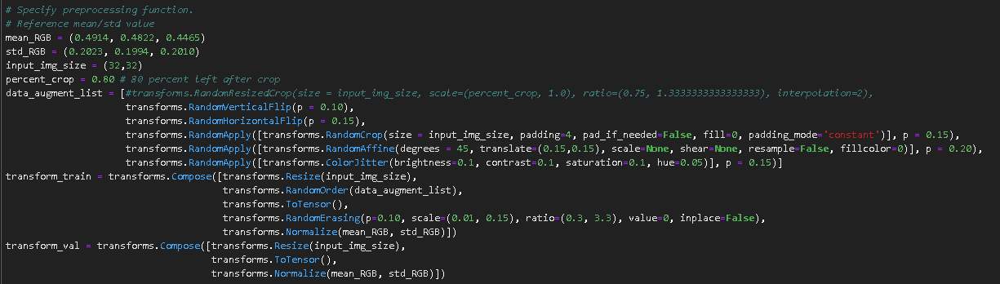 # Specify preprocessing function.
# Reference mean/std value
mean_RGB = (0.4914, 0.4822, 0.4465)
std_RGB = (0.2023, 0.1994, 0.2010)
input_img_size = (32,32)
percent_crop = 0.80 # 80 percent left after crop
data_augment_list = [#transforms.RandomResizedCrop(size = input_img_size, scale=(percent_crop, 1.0), ratio=(0.75, 1.3333333333333333), interpolation=2),
transforms.RandomVerticalFlip(p = 0.10),
transforms.RandomHorizontalFlip(p = 0.15),
transforms.RandomApply([transforms.RandomCrop(size = input_img_size, padding=4, pad_if_needed=False, fill=0, padding_mode='constant')], p = 0.15),
transforms.RandomApply([transforms.RandomAffine(degrees = 45, translate=(0.15,0.15), scale=None, shear=None, resample=False, fillcolor=0)], p = 0.20),
transforms.RandomApply([transforms.ColorJitter(brightness=0.1, contrast=0.1, saturation=0.1, hue=0.05)], p = 0.15)]
transform_train = transforms.Compose([transforms.Resize(input_img_size),
transforms.RandomOrder(data_augment_list),
transforms.ToTensor(),
transforms.RandomErasing(p=0.10, scale=(0.01, 0.15), ratio=(0.3, 3.3), value=0, inplace=False),
transforms.Normalize(mean_RGB, std_RGB)])
transform_val = transforms.Compose([transforms.Resize(input_img_size),
transforms.ToTensor(),
transforms.Normalize(mean_RGB, std_RGB)])